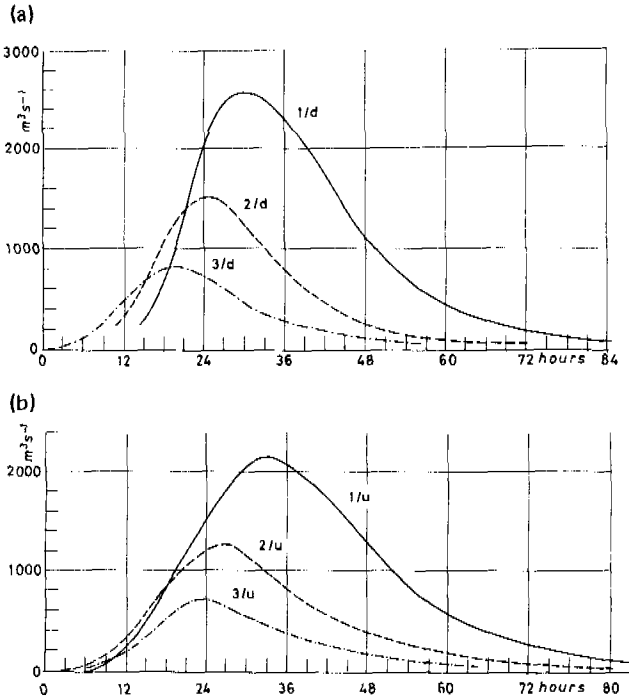 (a)
3000
m³s⁻¹
2000
1000
0
1/d
2/d
3/d
0 12 24 36 48 60 72 hours 84
(b)
m³s⁻¹
2000
1000
0
1/u
2/u
3/u
0 12 24 36 48 60 72 hours 80